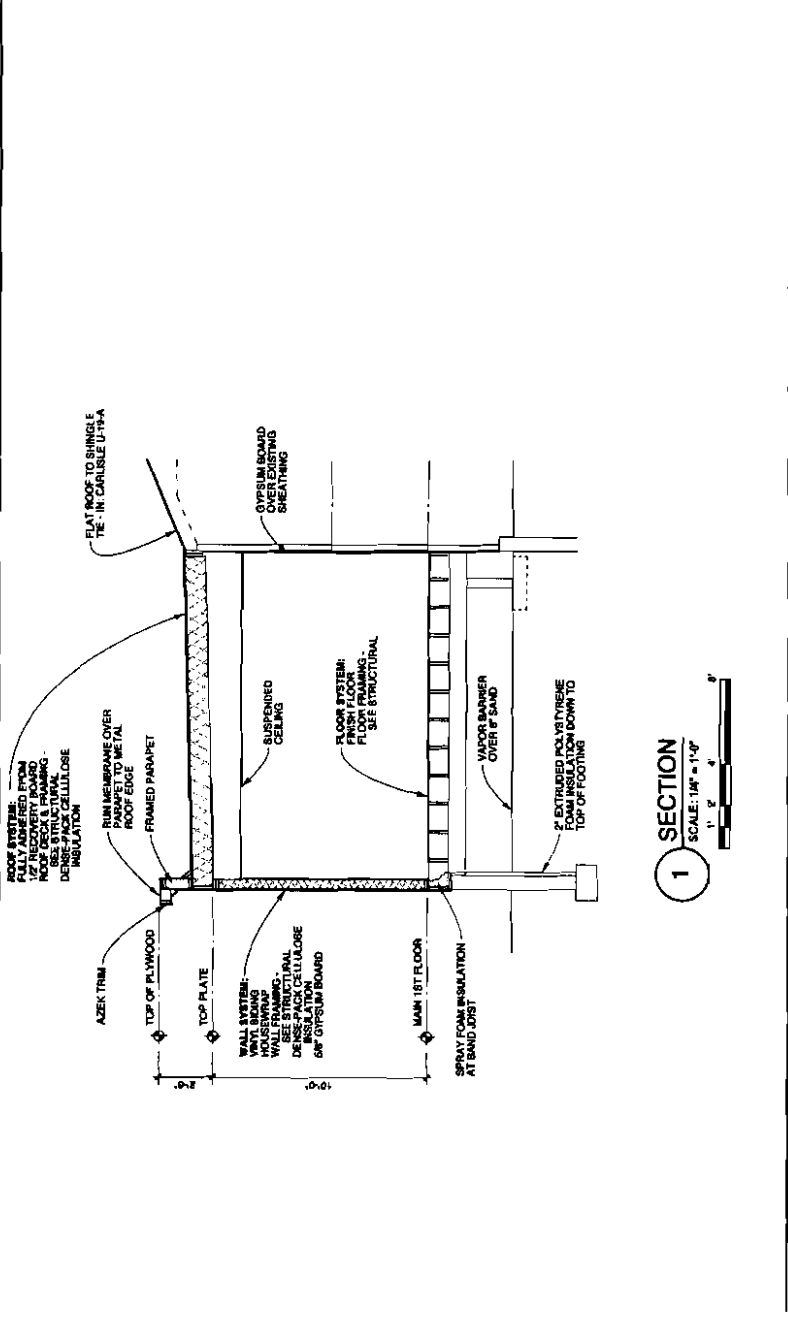 ROOF SYSTEM:
FULLY ADHERED EPDM
1/2" RECOVERY BOARD
ROOF DECK & FRAMING -
SEE STRUCTURAL
DENSE-PACK CELLULOSE
INSULATION
RUN MEMBRANE OVER
PARAPET TO METAL
ROOF EDGE
FRAMED PARAPET
FLAT ROOF TO SHINGLE
TIE - IN: CARLISLE U-19-A
AZEK TRIM
TOP OF PLYWOOD
TOP PLATE
2'-6"
10'-0"
WALL SYSTEM:
VINYL SIDING
HOUSEWRAP
WALL FRAMING -
SEE STRUCTURAL
DENSE-PACK CELLULOSE
INSULATION
5/8" GYPSUM BOARD
SUSPENDED
CEILING
GYPSUM BOARD
OVER EXISTING
SHEATHING
FLOOR SYSTEM:
FINISH FLOOR
FLOOR FRAMING -
SEE STRUCTURAL
MAIN 1ST FLOOR
SPRAY FOAM INSULATION
AT BAND JOIST
VAPOR BARRIER
OVER 6" SAND
2" EXTRUDED POLYSTYRENE
FOAM INSULATION DOWN TO
TOP OF FOOTING
1
SECTION
SCALE: 1/4" = 1'-0"
1' 2' 4' 8'